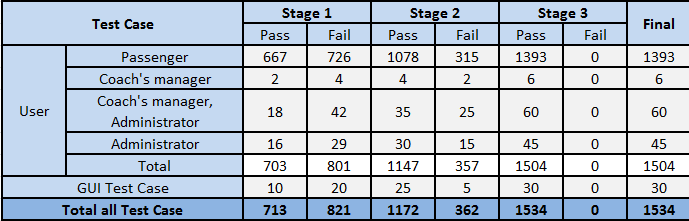 Test Case Stage 1 Stage 2 Stage 3 Final
Pass Fail Pass Fail Pass Fail
User Passenger 667 726 1078 315 1393 0 1393
Coach's manager 2 4 4 2 6 0 6
Coach's manager,
Administrator 18 42 35 25 60 0 60
Administrator 16 29 30 15 45 0 45
Total 703 801 1147 357 1504 0 1504
GUI Test Case 10 20 25 5 30 0 30
Total all Test Case 713 821 1172 362 1534 0 1534